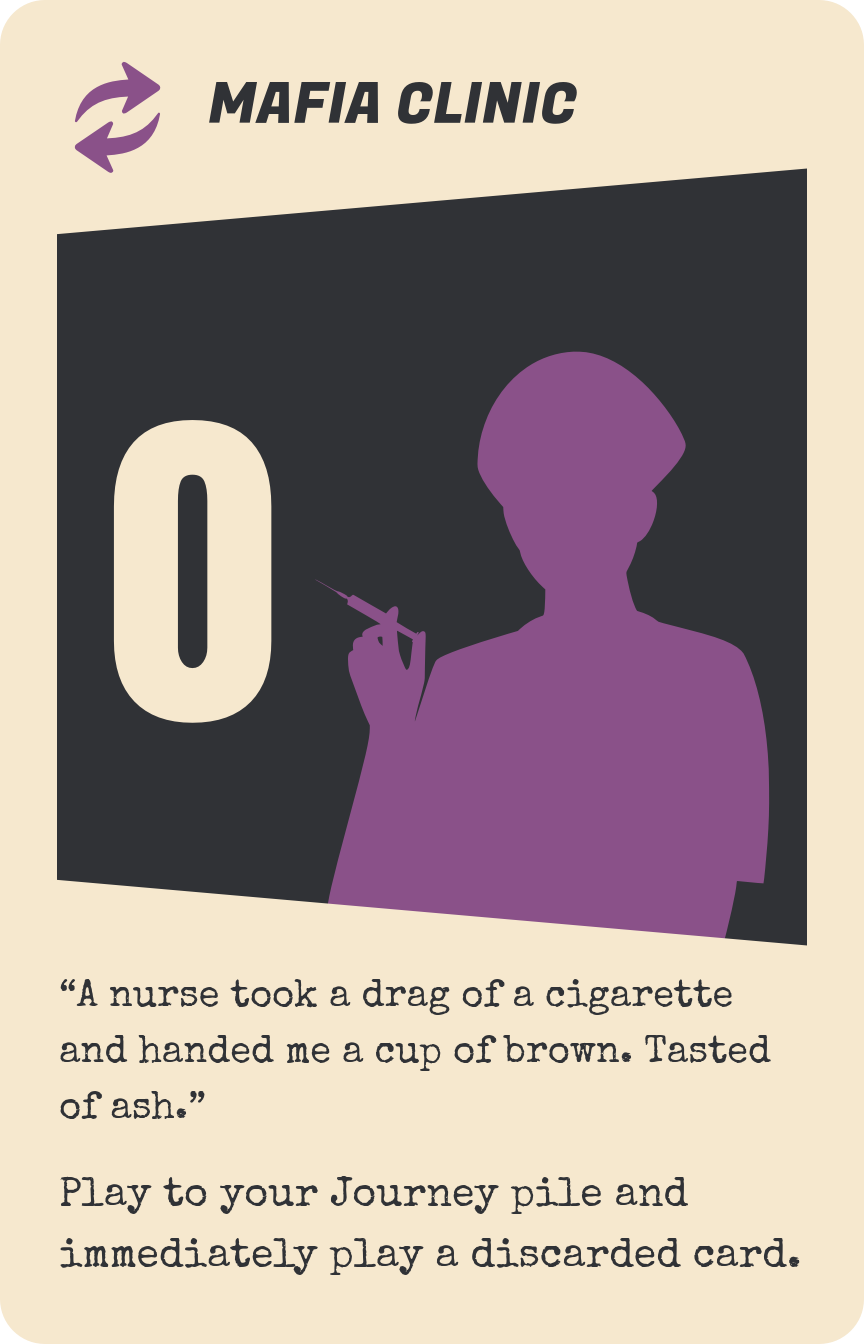 MAFIA CLINIC
0
“A nurse took a drag of a cigarette
and handed me a cup of brown. Tasted
of ash.”
Play to your Journey pile and
immediately play a discarded card.